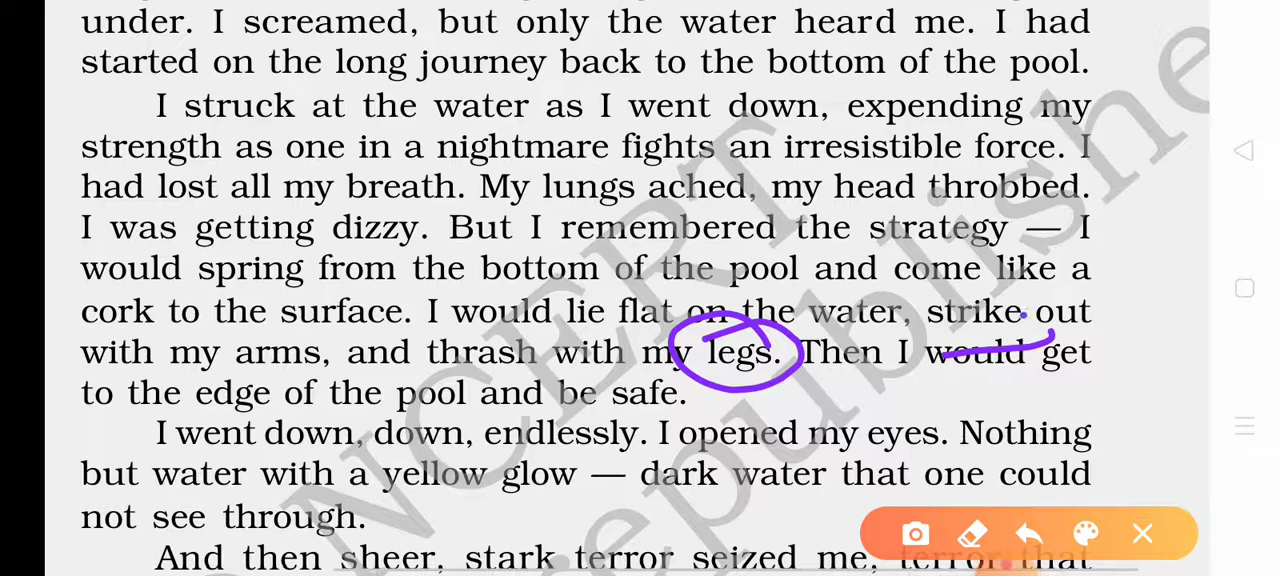 under. I screamed, but only the water heard me. I had
started on the long journey back to the bottom of the pool.
I struck at the water as I went down, expending my
strength as one in a nightmare fights an irresistible force. I
had lost all my breath. My lungs ached, my head throbbed.
I was getting dizzy. But I remembered the strategy — I
would spring from the bottom of the pool and come like a
cork to the surface. I would lie flat on the water, strike out
with my arms, and thrash with my legs. Then I would get
to the edge of the pool and be safe.
I went down, down, endlessly. I opened my eyes. Nothing
but water with a yellow glow — dark water that one could
not see through.
And then sheer, stark terror seized me, terror that
NCERT
republishe